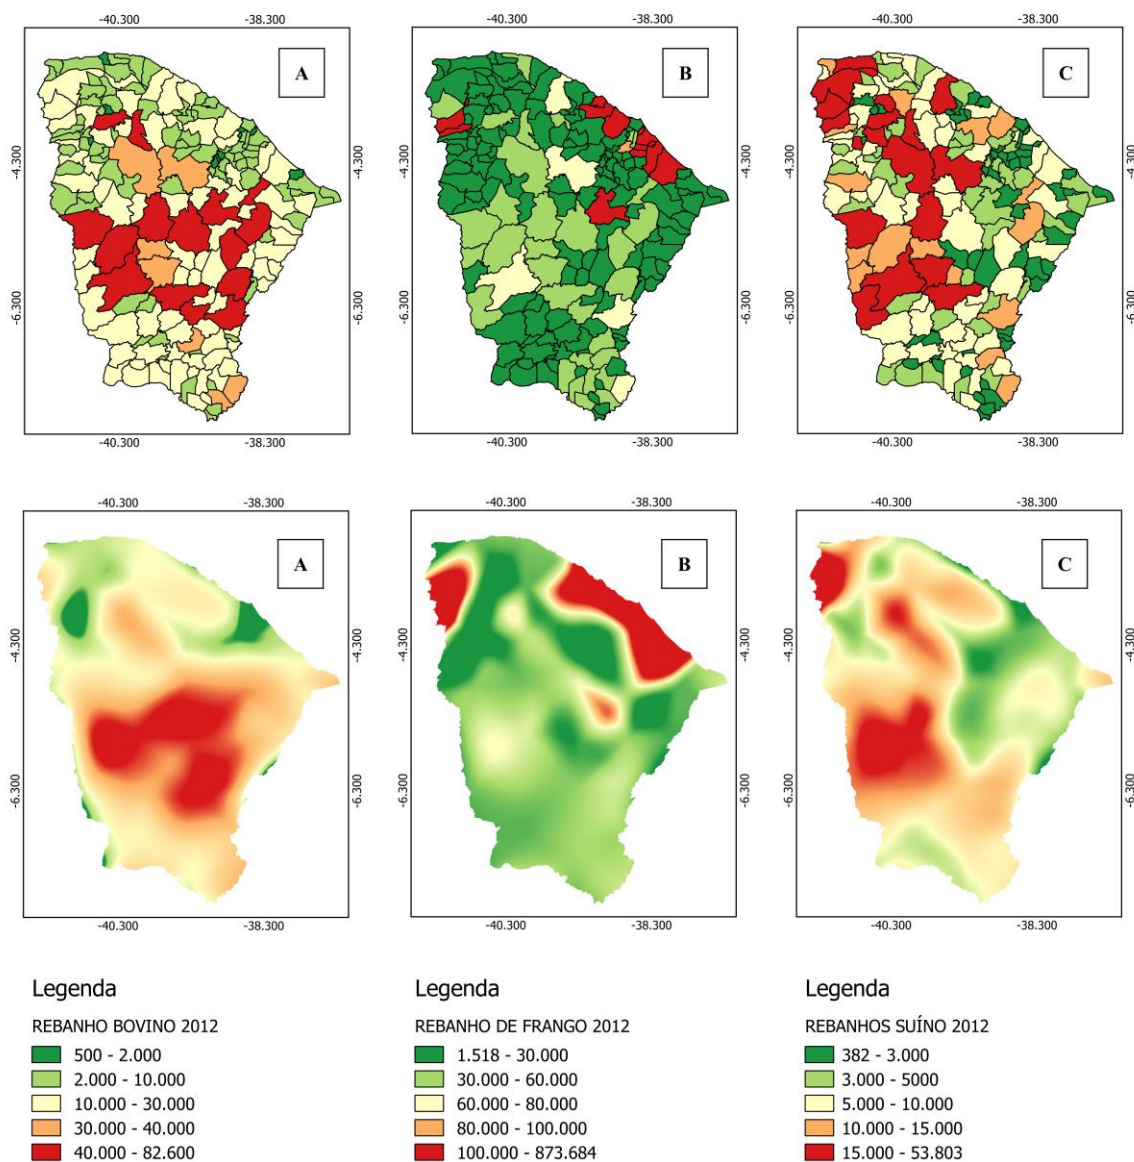 -40.300 -38.300 -40.300 -38.300 -40.300 -38.300
A B C
-4.300 -4.300 -4.300 -4.300 -4.300
-6.300 -6.300 -6.300 -6.300 -6.300
-40.300 -38.300 -40.300 -38.300 -40.300 -38.300
-40.300 -38.300 -40.300 -38.300 -40.300 -38.300
A B C
-4.300 -4.300 -4.300 -4.300 -4.300
-6.300 -6.300 -6.300 -6.300 -6.300
-40.300 -38.300 -40.300 -38.300 -40.300 -38.300
Legenda
REBANHO BOVINO 2012
500 - 2.000
2.000 - 10.000
10.000 - 30.000
30.000 - 40.000
40.000 - 82.600
Legenda
REBANHO DE FRANGO 2012
1.518 - 30.000
30.000 - 60.000
60.000 - 80.000
80.000 - 100.000
100.000 - 873.684
Legenda
REBANHOS SUÍNO 2012
382 - 3.000
3.000 - 5000
5.000 - 10.000
10.000 - 15.000
15.000 - 53.803